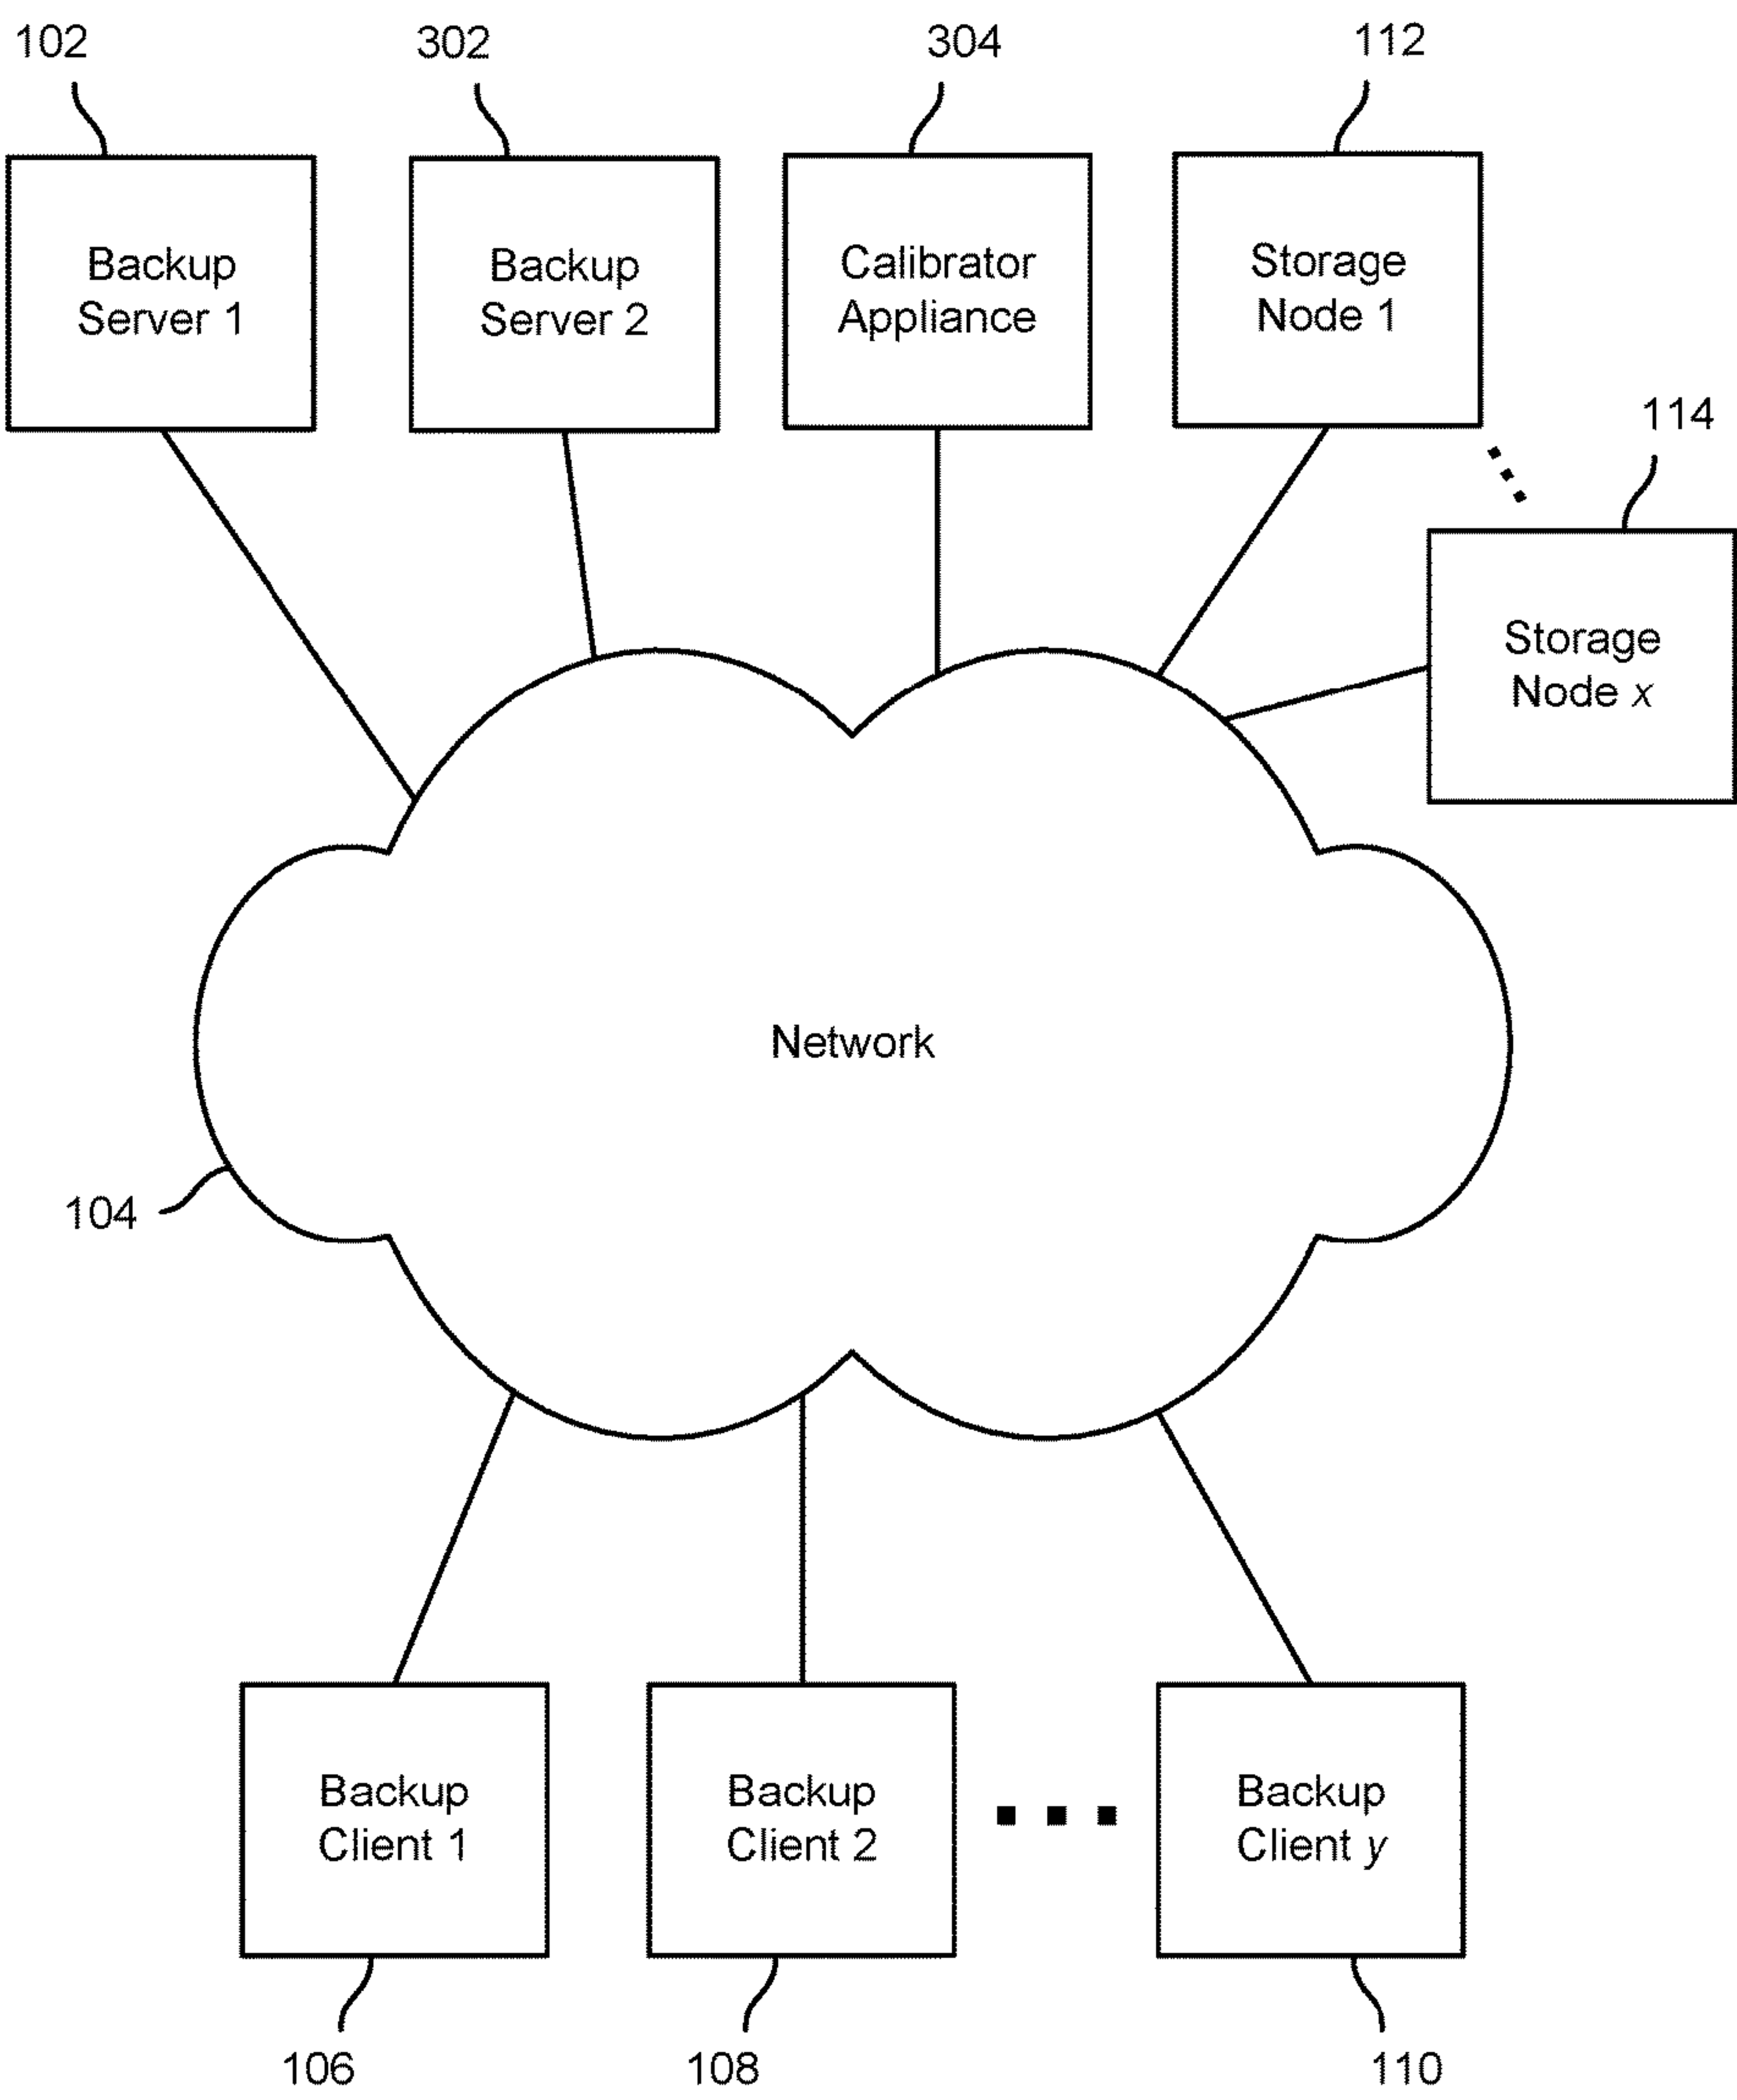 102
302
304
112
Backup
Server 1
Backup
Server 2
Calibrator
Appliance
Storage
Node 1
114
Storage
Node x
Network
104
Backup
Client 1
Backup
Client 2
Backup
Client y
106
108
110